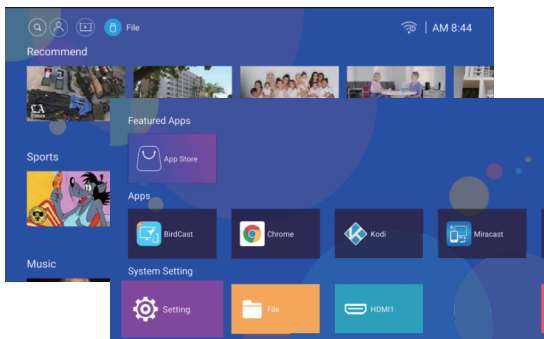 File
AM 8:44
Recommend
LA
Sports
Music
Featured Apps
App Store
Apps
BirdCast
Chrome
Kodi
Miracast
System Setting
Setting
File
HDMI1